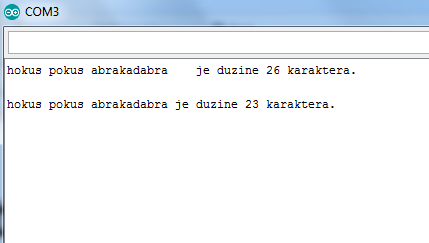 COM3
hokus pokus abrakadabra    je duzine 26 karaktera.
hokus pokus abrakadabra je duzine 23 karaktera.